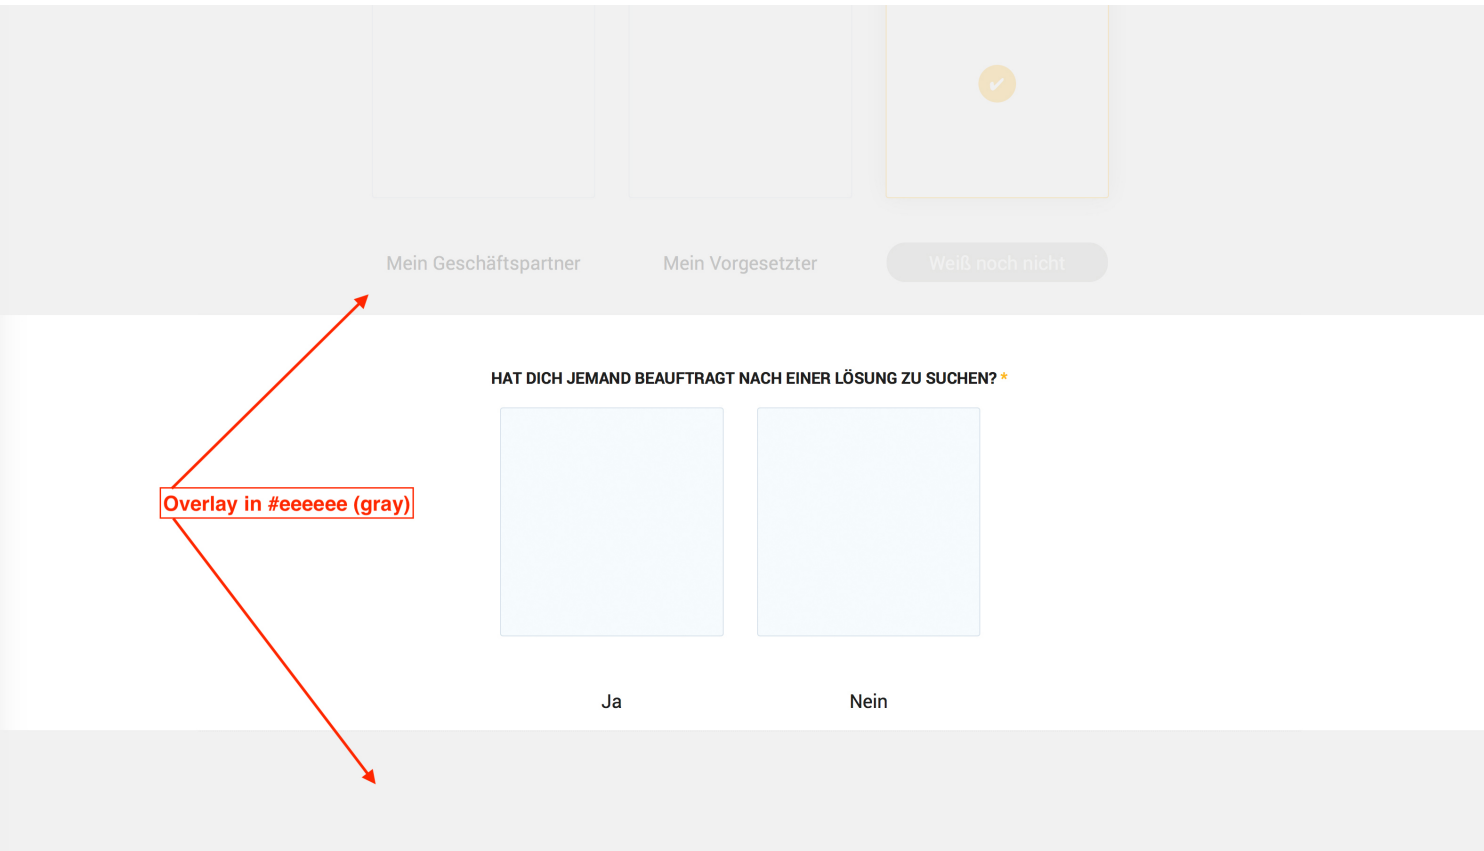 Mein Geschäftspartner
Mein Vorgesetzter
Weiß noch nicht
HAT DICH JEMAND BEAUFTRAGT NACH EINER LÖSUNG ZU SUCHEN? *
Overlay in #eeeeee (gray)
Ja
Nein